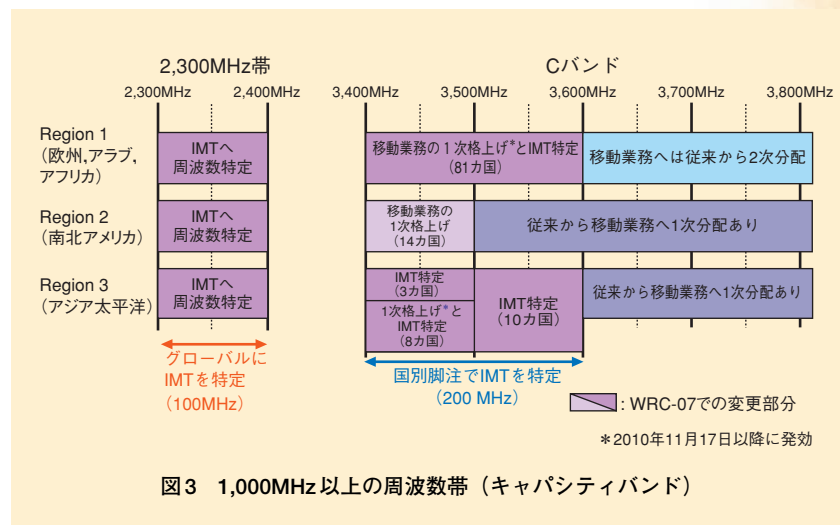 2,300MHz帯
Cバンド
2,300MHz
2,400MHz
3,400MHz
3,500MHz
3,600MHz
3,700MHz
3,800MHz
Region 1
(欧州,アラブ,
アフリカ)
IMTへ
周波数特定
移動業務の1次格上げ*とIMT特定
(81カ国)
移動業務へは従来から2次分配
Region 2
(南北アメリカ)
IMTへ
周波数特定
移動業務の
1次格上げ
(14カ国)
従来から移動業務へ1次分配あり
Region 3
(アジア太平洋)
IMTへ
周波数特定
IMT特定
(3カ国)
1次格上げ*と
IMT特定
(8カ国)
IMT特定
(10カ国)
従来から移動業務へ1次分配あり
グローバルに
IMTを特定
(100MHz)
国別脚注でIMTを特定
(200 MHz)
: WRC-07での変更部分
*2010年11月17日以降に発効
図3 1,000MHz以上の周波数帯(キャパシティバンド)